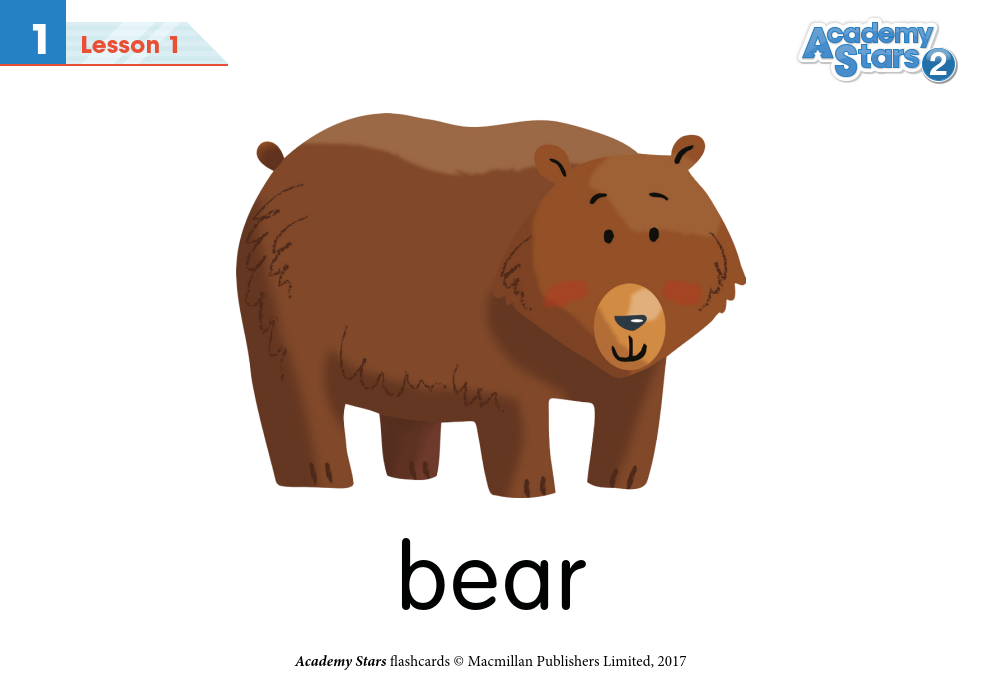 1
Lesson 1
Academy
Stars 2
bear
Academy Stars flashcards © Macmillan Publishers Limited, 2017